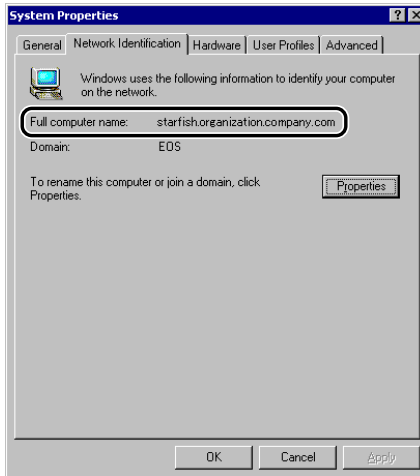 System Properties
General Network Identification Hardware User Profiles Advanced
Windows uses the following information to identify your computer
on the network.
Full computer name: starfish.organization.company.com
Domain: EOS
To rename this computer or join a domain, click
Properties.
Properties
OK Cancel Apply